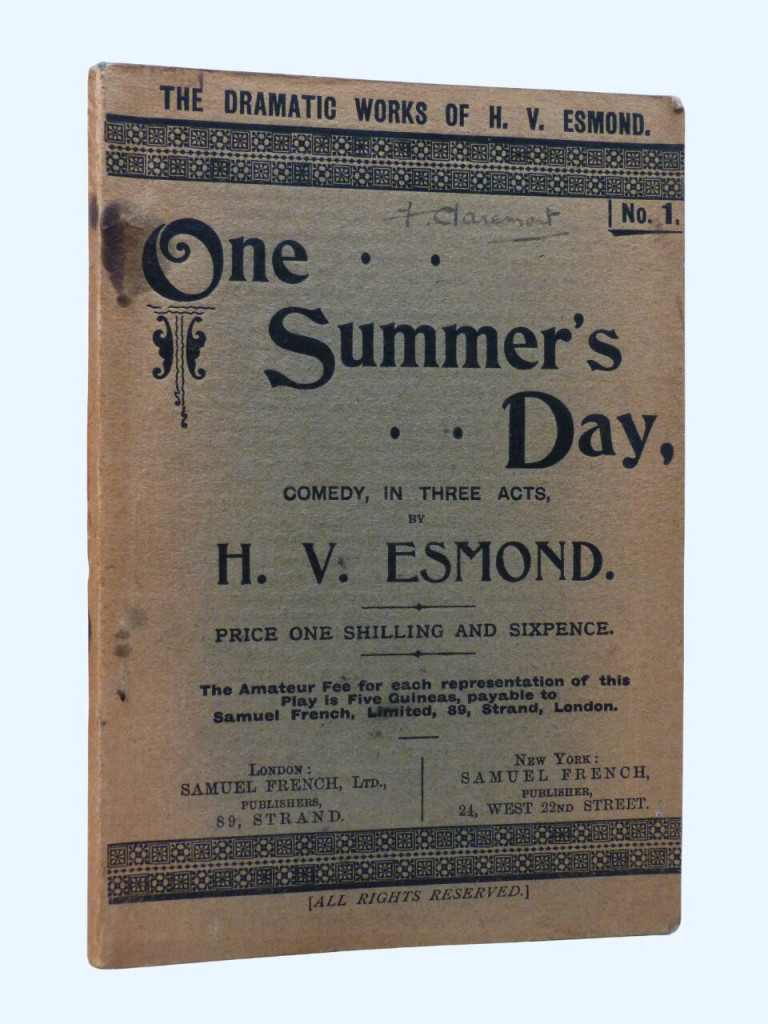 THE DRAMATIC WORKS OF H. V. ESMOND.
No. 1.
F. Claremont
One . .
Summer's
. . Day,
COMEDY, IN THREE ACTS,
BY
H. V. ESMOND.
PRICE ONE SHILLING AND SIXPENCE.
The Amateur Fee for each representation of this
Play is Five Guineas, payable to
Samuel French, Limited, 89, Strand, London.
LONDON:
SAMUEL FRENCH, LTD.,
PUBLISHERS,
89, STRAND.
NEW YORK:
SAMUEL FRENCH,
PUBLISHER,
24, WEST 22ND STREET.
[ALL RIGHTS RESERVED.]